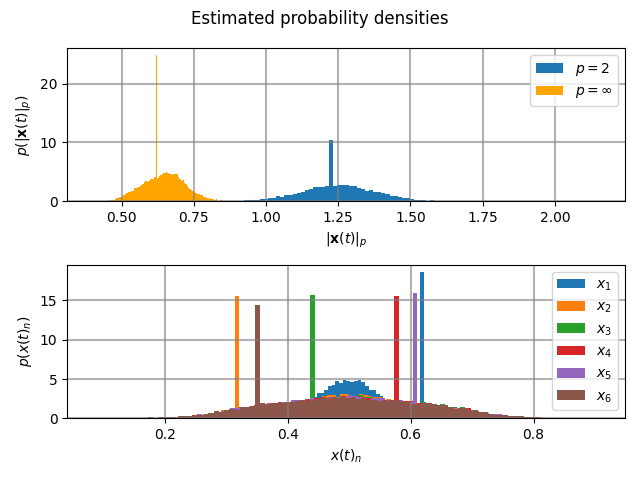 Estimated probability densities
p(|x(t)|ₚ)
20
10
0
p = 2
p = ∞
0.50 0.75 1.00 1.25 1.50 1.75 2.00
|x(t)|ₚ
p(x(t)ₙ)
15
10
5
0
x₁
x₂
x₃
x₄
x₅
x₆
0.2 0.4 0.6 0.8
x(t)ₙ